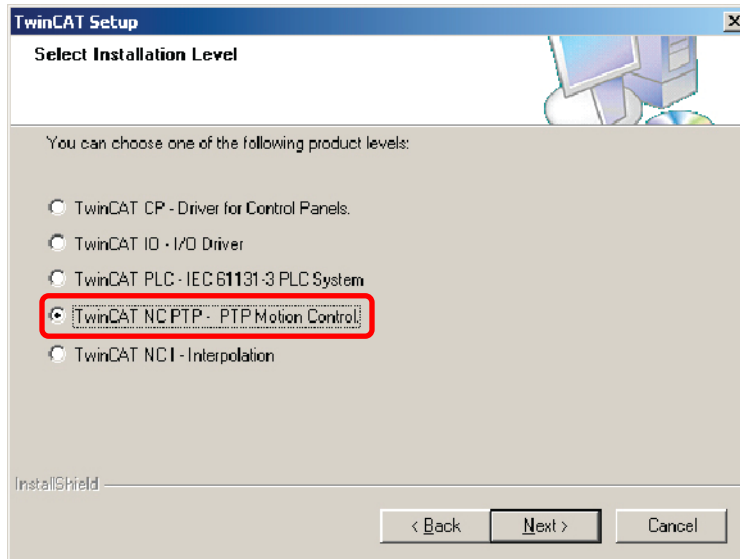 TwinCAT Setup
Select Installation Level
You can choose one of the following product levels:
TwinCAT CP - Driver for Control Panels.
TwinCAT IO - I/O Driver
TwinCAT PLC - IEC 61131-3 PLC System
TwinCAT NC PTP - PTP Motion Control.
TwinCAT NC I - Interpolation
InstallShield
< Back Next > Cancel